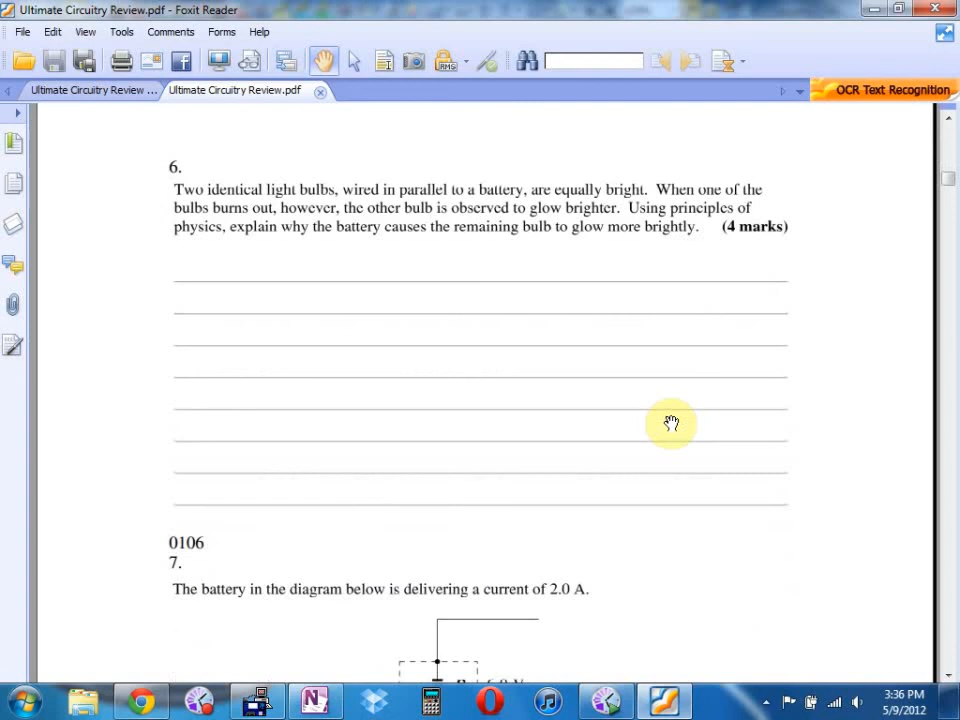 Ultimate Circuitry Review.pdf - Foxit Reader
File Edit View Tools Comments Forms Help
Ultimate Circuitry Review ... Ultimate Circuitry Review.pdf OCR Text Recognition
6.
Two identical light bulbs, wired in parallel to a battery, are equally bright. When one of the
bulbs burns out, however, the other bulb is observed to glow brighter. Using principles of
physics, explain why the battery causes the remaining bulb to glow more brightly. (4 marks)
0106
7.
The battery in the diagram below is delivering a current of 2.0 A.
3:36 PM
5/9/2012